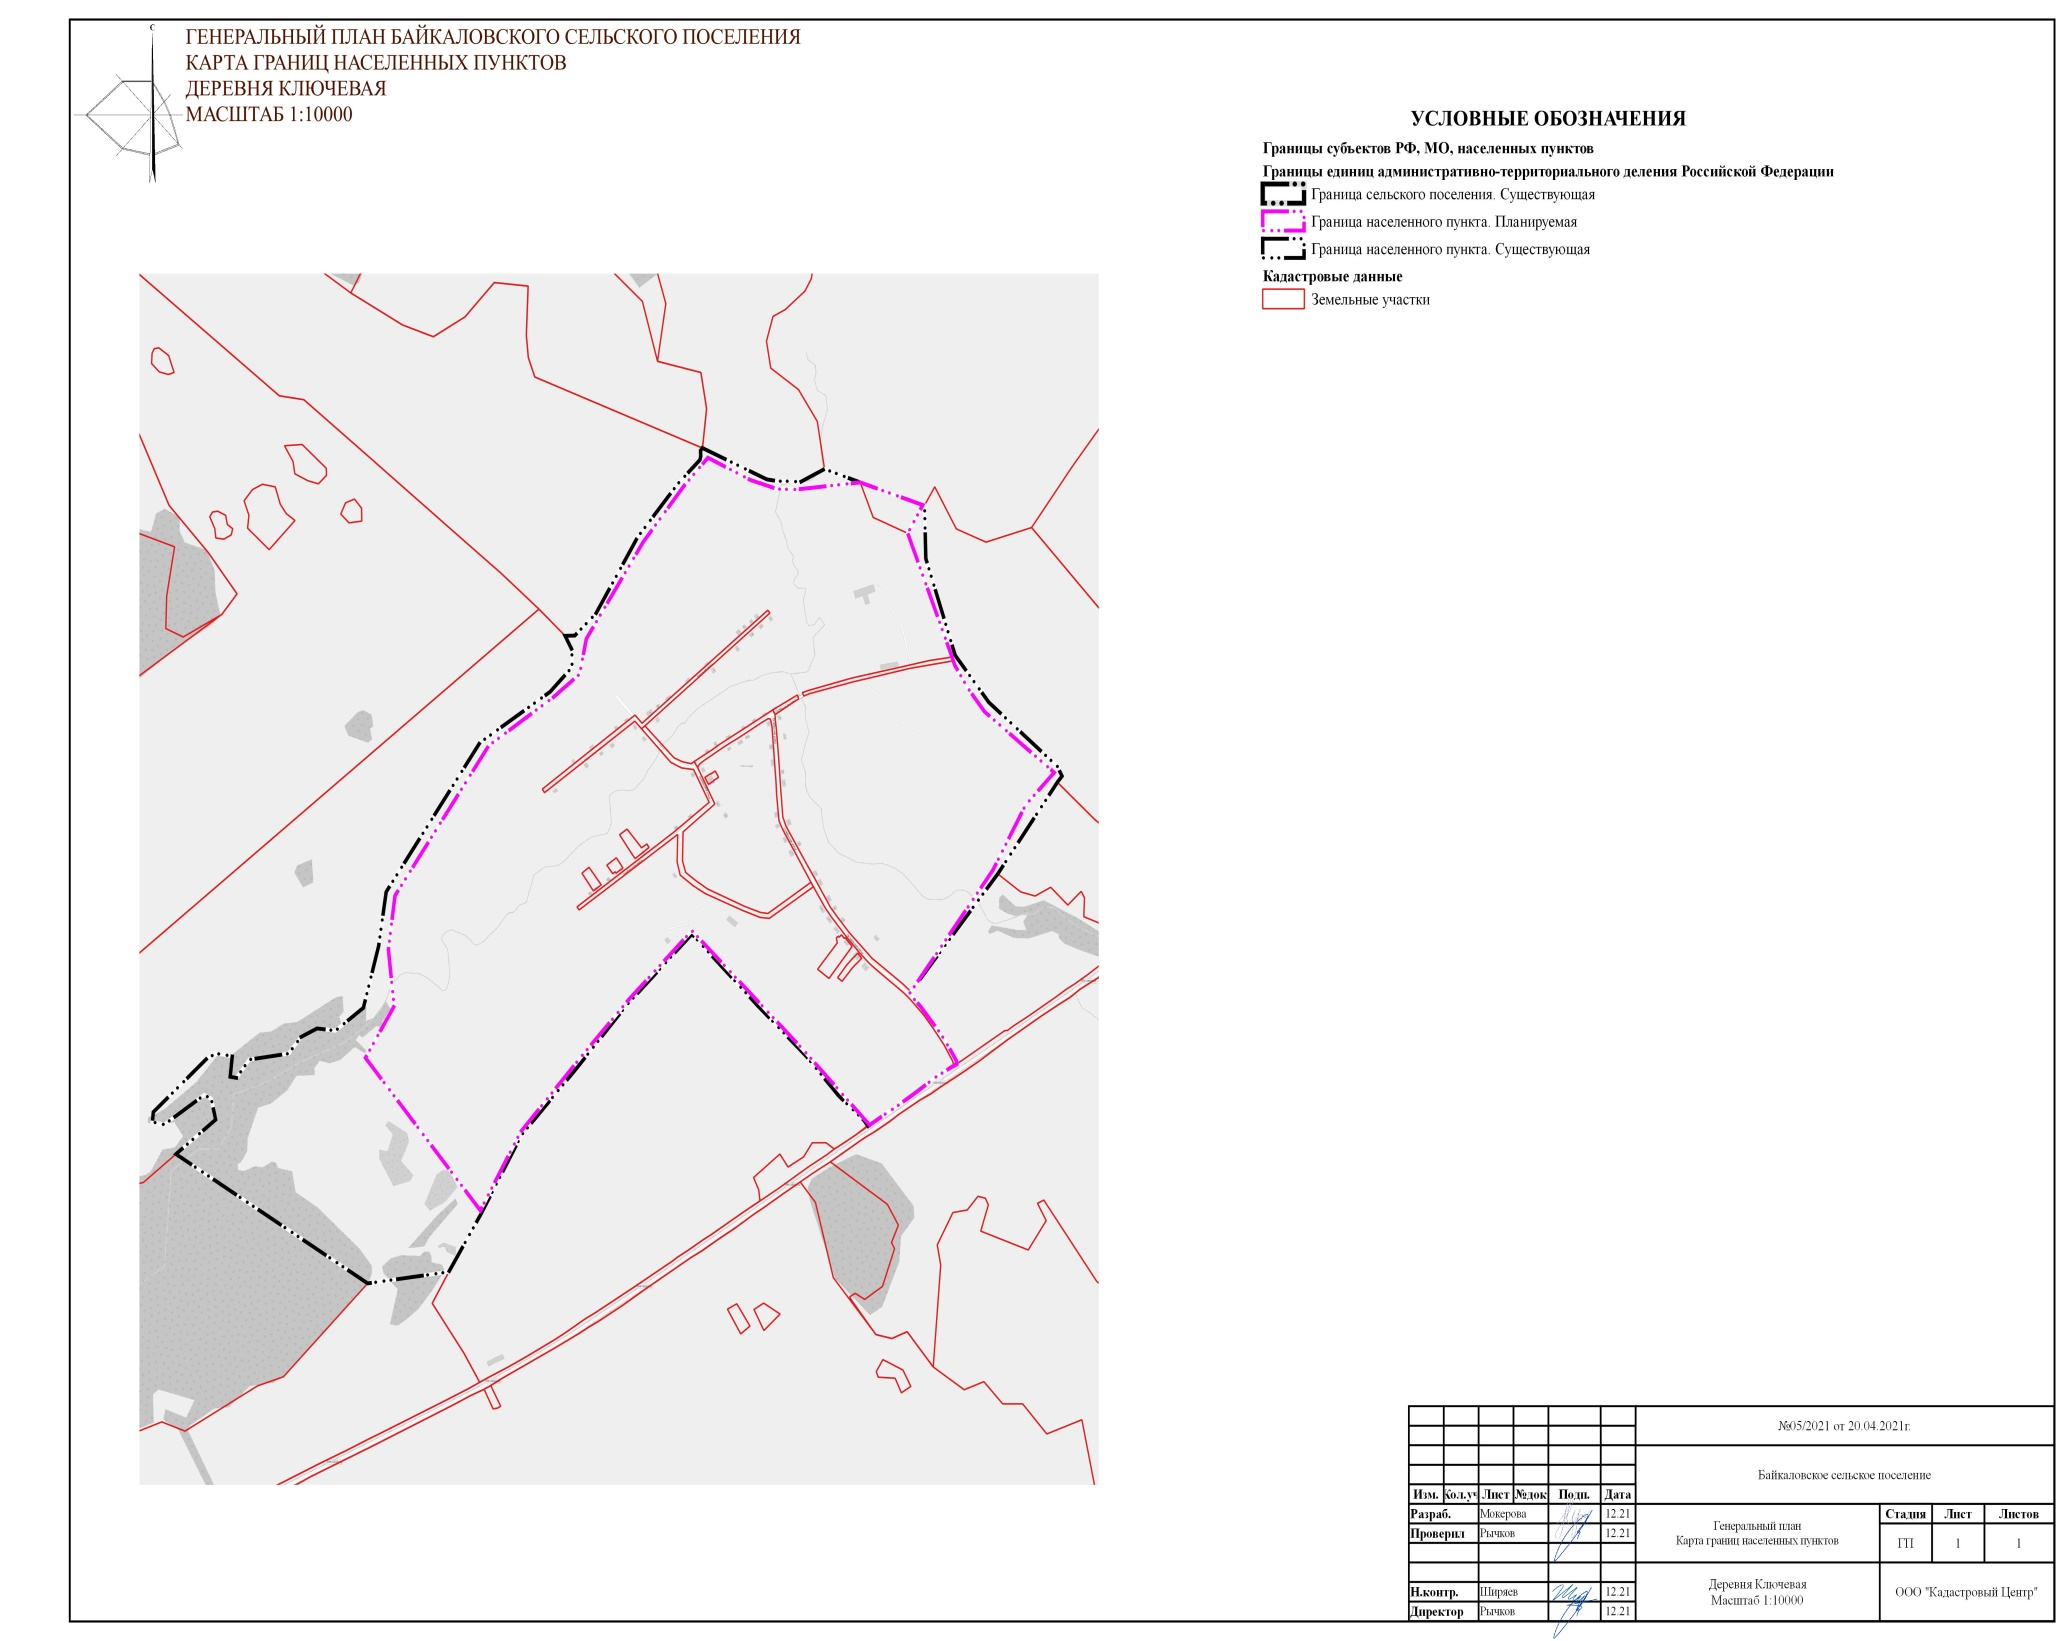 С
ГЕНЕРАЛЬНЫЙ ПЛАН БАЙКАЛОВСКОГО СЕЛЬСКОГО ПОСЕЛЕНИЯ
КАРТА ГРАНИЦ НАСЕЛЕННЫХ ПУНКТОВ
ДЕРЕВНЯ КЛЮЧЕВАЯ
МАСШТАБ 1:10000
УСЛОВНЫЕ ОБОЗНАЧЕНИЯ
Границы субъектов РФ, МО, населенных пунктов
Границы единиц административно-территориального деления Российской Федерации
Граница сельского поселения. Существующая
Граница населенного пункта. Планируемая
Граница населенного пункта. Существующая
Кадастровые данные
Земельные участки
№05/2021 от 20.04.2021г.
Байкаловское сельское поселение
Изм. Кол.уч Лист №док Подп. Дата
Разраб. Мокерова 12.21
Проверил Рычков 12.21
Генеральный план
Карта границ населенных пунктов
Стадия Лист Листов
ГП 1 1
Н.контр. Ширяев 12.21
Директор Рычков 12.21
Деревня Ключевая
Масштаб 1:10000
ООО "Кадастровый Центр"